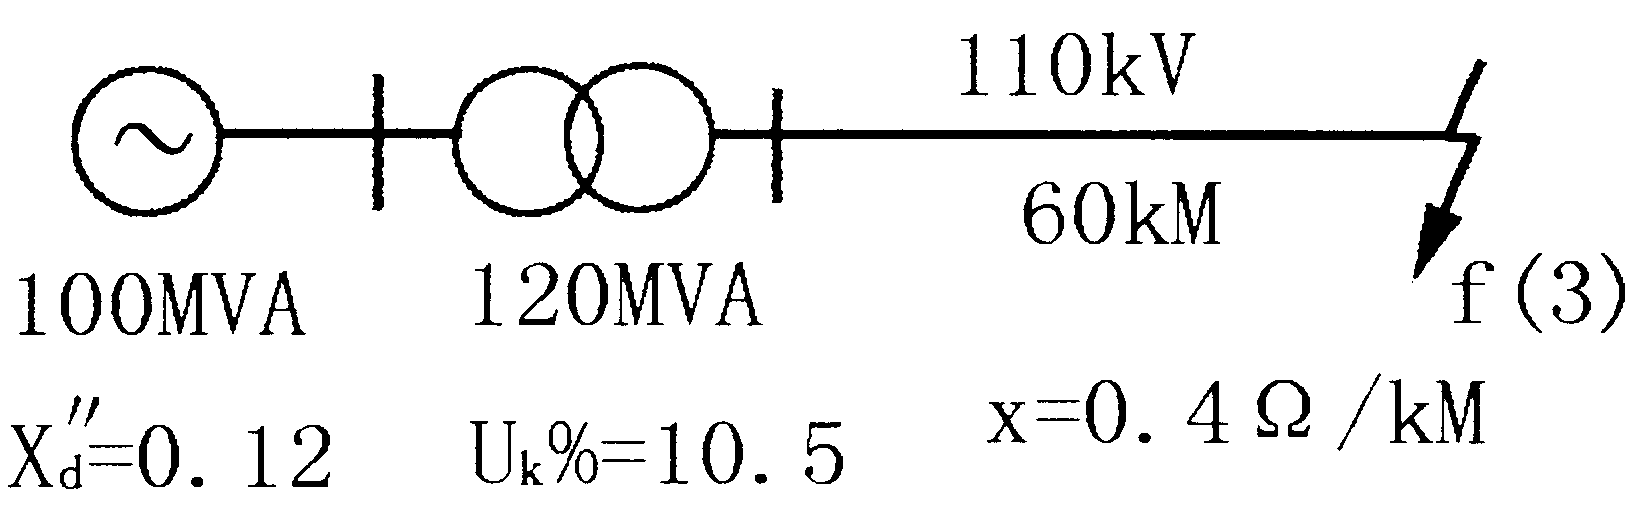 110kV
60kM
100MVA
120MVA
f(3)
X″d=0.12
Uk%=10.5
x=0.4Ω/kM